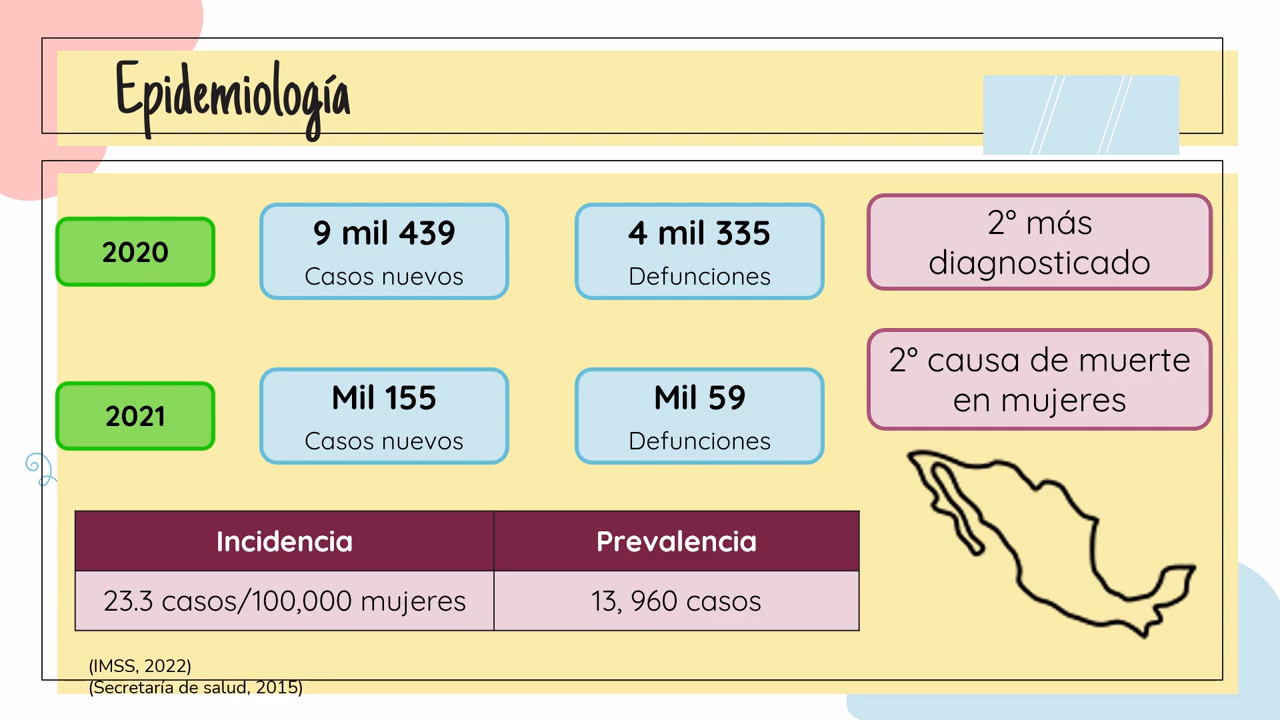 Epidemiología
2020
9 mil 439
Casos nuevos
4 mil 335
Defunciones
2° más
diagnosticado
2° causa de muerte
en mujeres
2021
Mil 155
Casos nuevos
Mil 59
Defunciones
Incidencia
Prevalencia
23.3 casos/100,000 mujeres
13, 960 casos
(IMSS, 2022)
(Secretaría de salud, 2015)